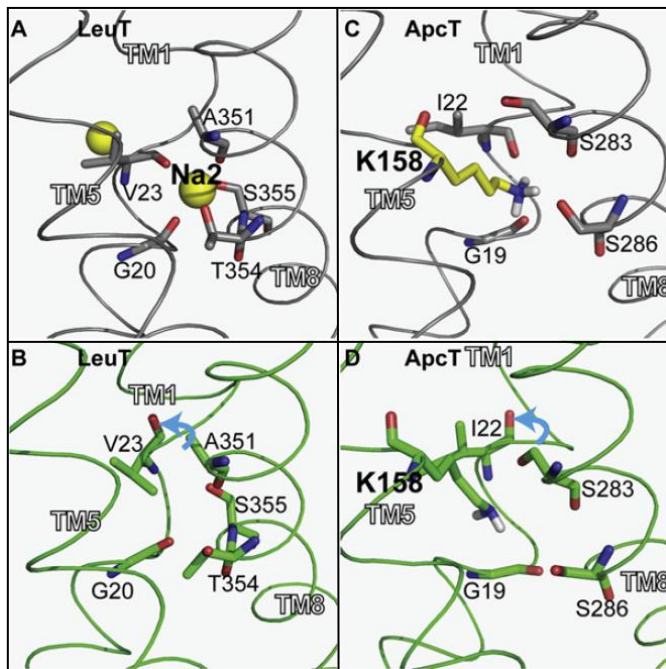 A LeuT
TM1
A351
Na2
V23
TM5
S355
G20
T354
TM8
C ApcT
TM1
I22
S283
K158
TM5
G19
S286
TM8
B LeuT
TM1
V23
A351
S355
TM5
T354
G20
TM8
D ApcT
TM1
I22
K158
S283
TM5
G19
TM8
S286